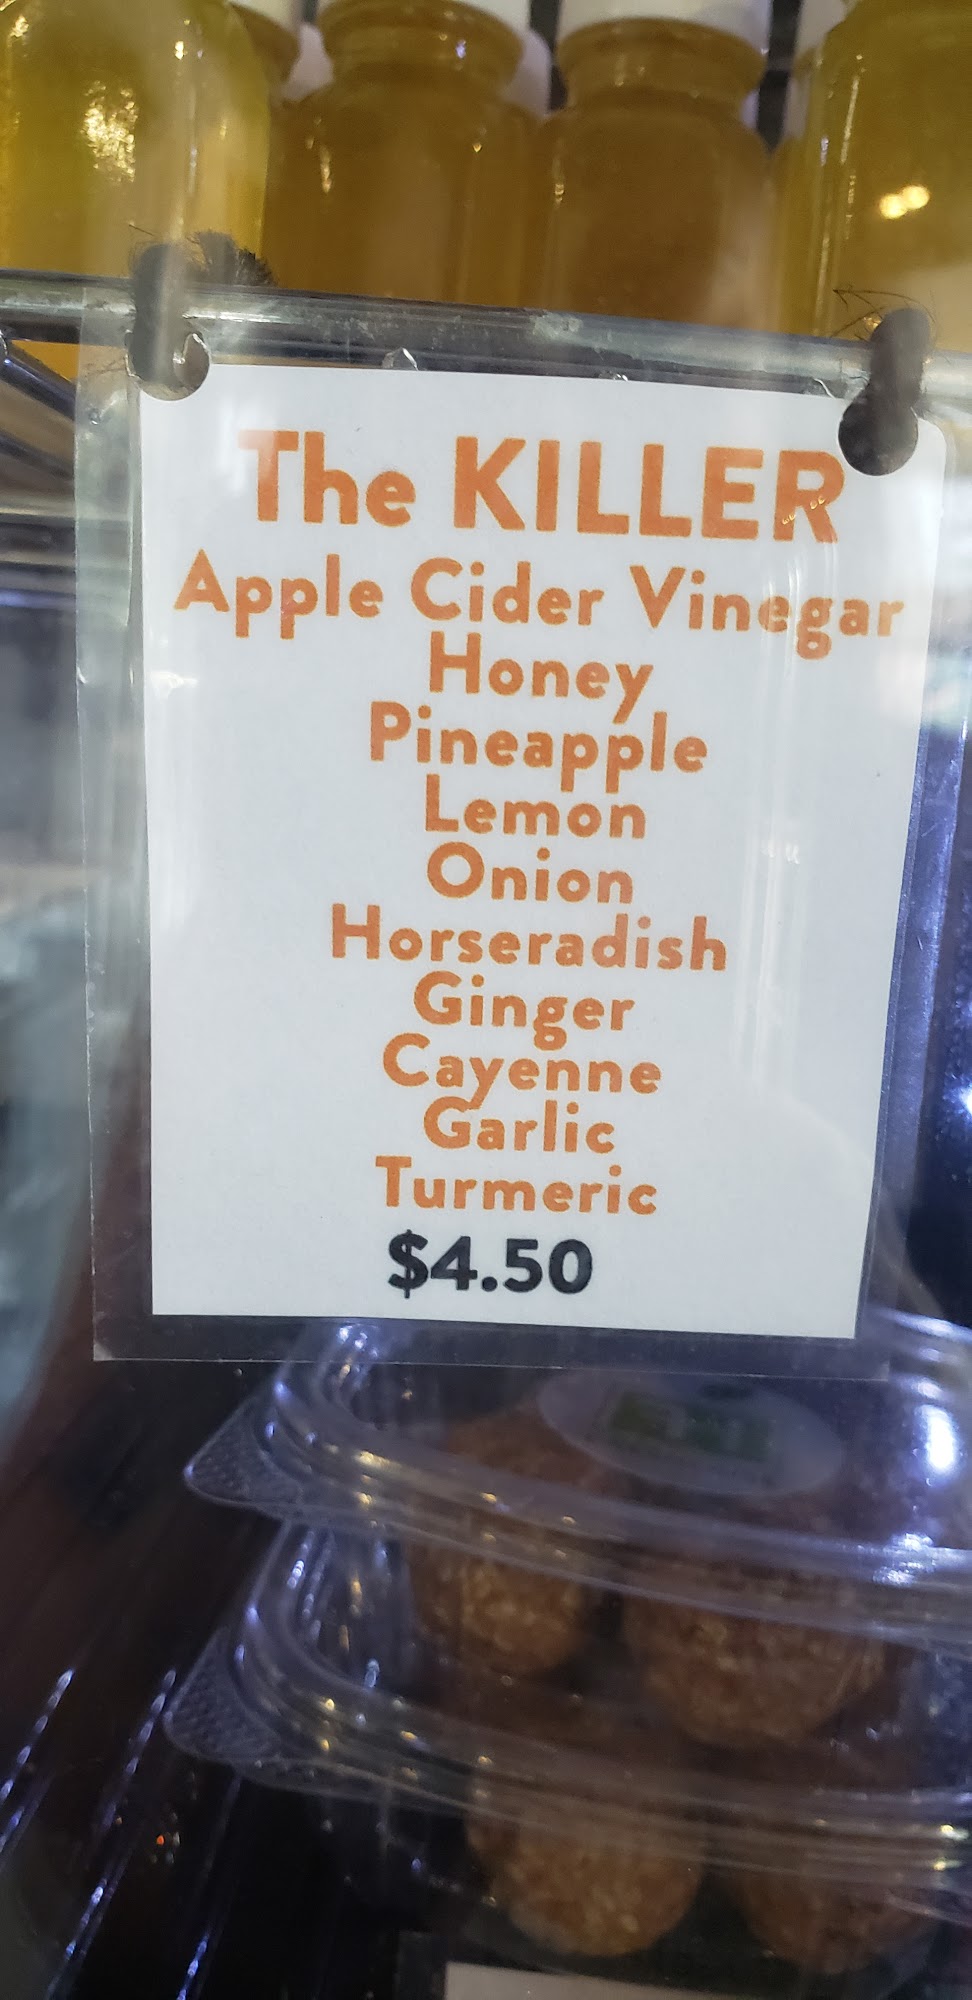 The KILLER
Apple Cider Vinegar
Honey
Pineapple
Lemon
Onion
Horseradish
Ginger
Cayenne
Garlic
Turmeric
$4.50